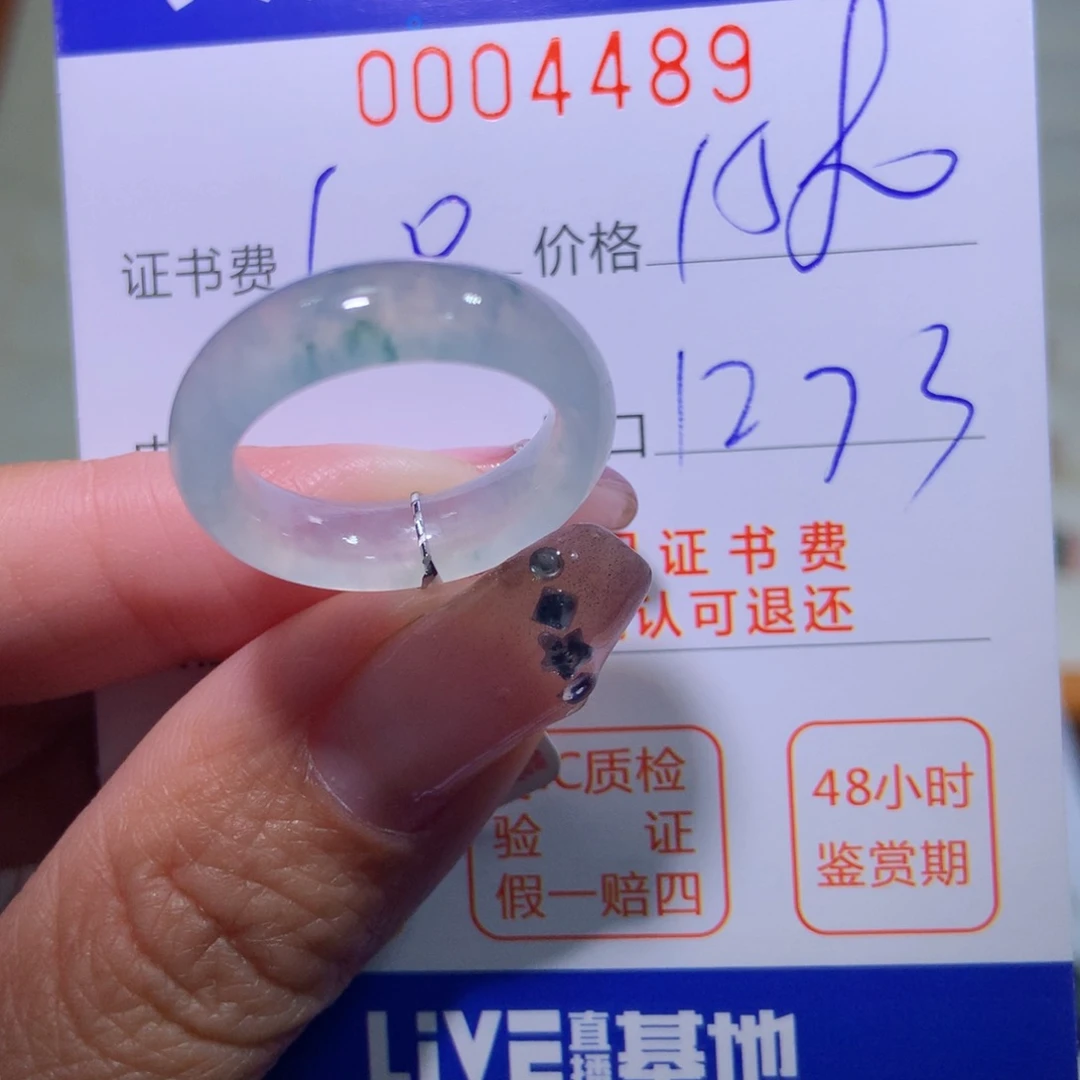 0004489
证书费 10 价格
口 1273
证书费
认可退还
C质检
验 证
假一赔四
48小时
鉴赏期
LiVE直播基地